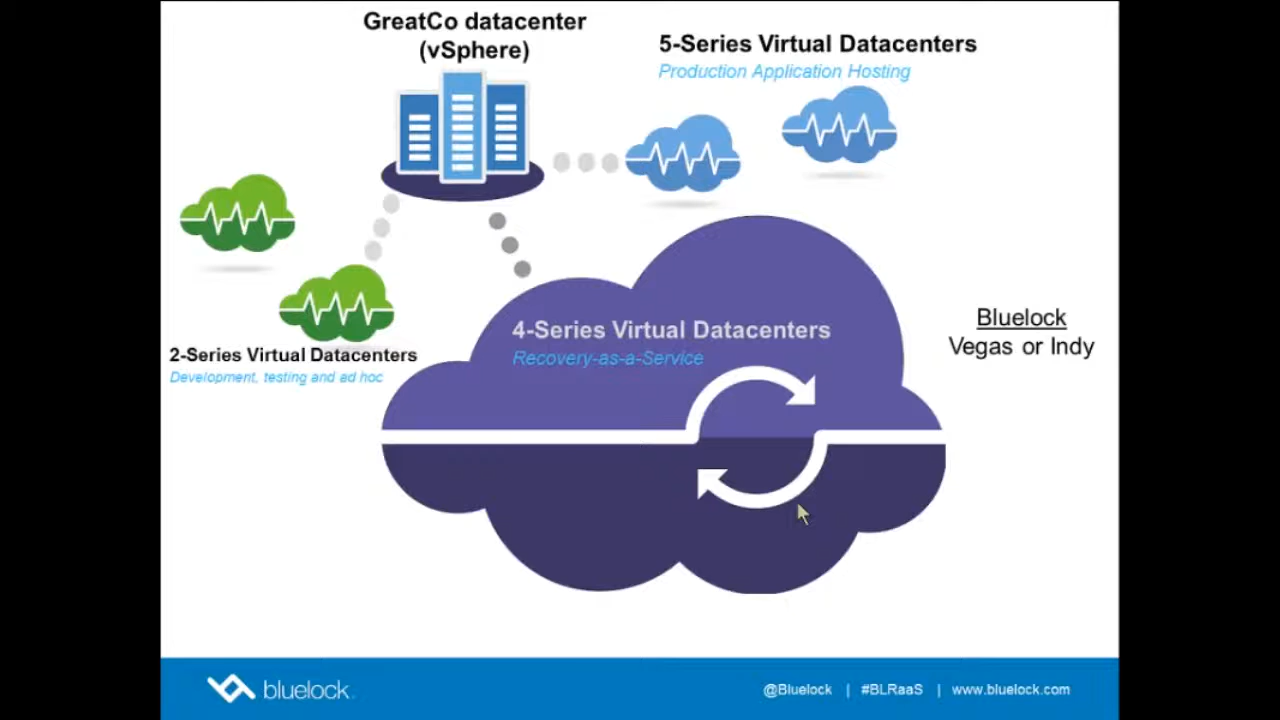 GreatCo datacenter
(vSphere)
5-Series Virtual Datacenters
Production Application Hosting
4-Series Virtual Datacenters
Recovery-as-a-Service
Bluelock
Vegas or Indy
2-Series Virtual Datacenters
Development, testing and ad hoc
bluelock
@Bluelock | #BLRaaS | www.bluelock.com